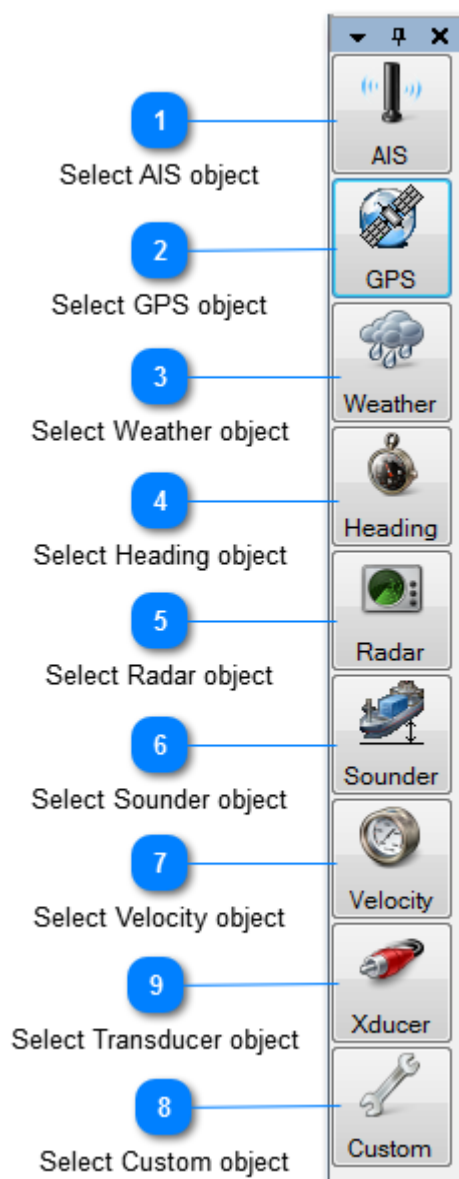 1
Select AIS object
AIS
2
Select GPS object
GPS
3
Select Weather object
Weather
4
Select Heading object
Heading
5
Select Radar object
Radar
6
Select Sounder object
Sounder
7
Select Velocity object
Velocity
9
Select Transducer object
Xducer
8
Select Custom object
Custom